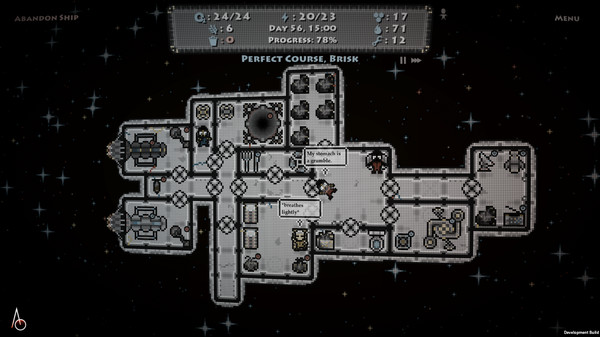 Abandon Ship
: 24/24
: 20/23
: 17
: 6
Day 56, 15:00
: 71
: 0
Progress: 78%
: 12
Menu
Perfect Course, Brisk
My stomach is
a grumble.
*breathes
lightly*
Development Build